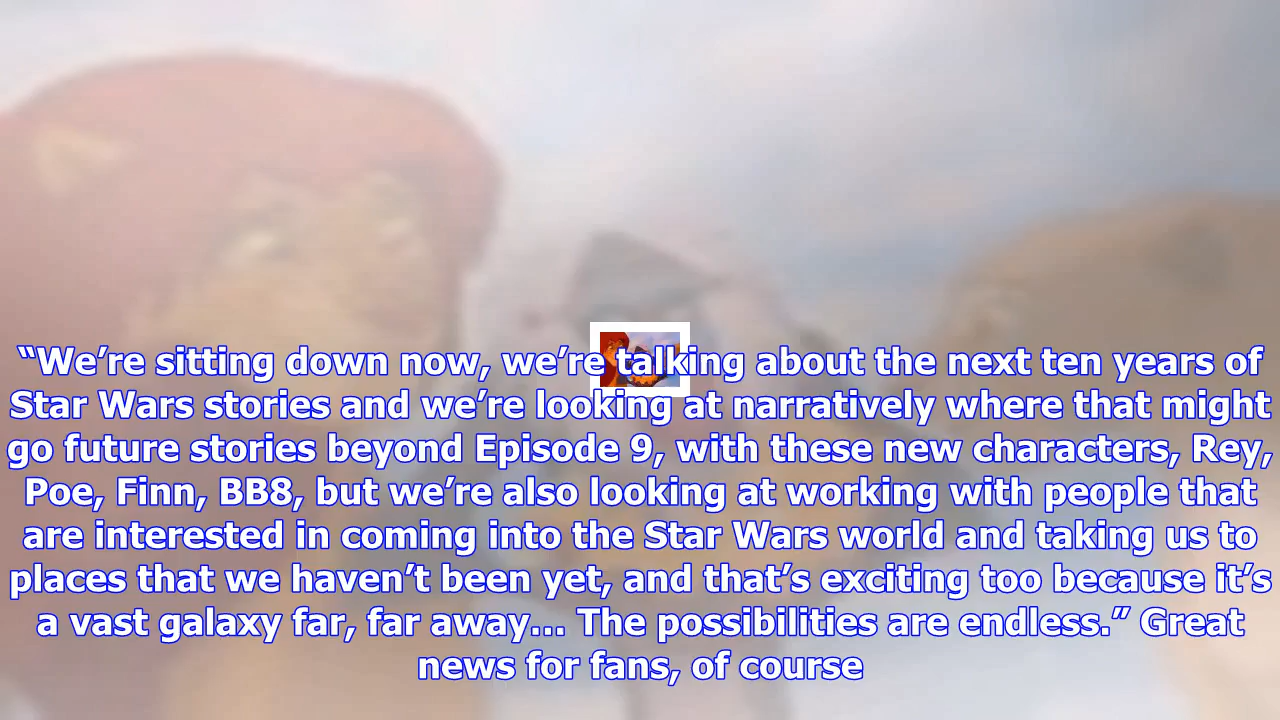 “We’re sitting down now, we’re talking about the next ten years of
Star Wars stories and we’re looking at narratively where that might
go future stories beyond Episode 9, with these new characters, Rey,
Poe, Finn, BB8, but we’re also looking at working with people that
are interested in coming into the Star Wars world and taking us to
places that we haven’t been yet, and that’s exciting too because it’s
a vast galaxy far, far away... The possibilities are endless.” Great
news for fans, of course